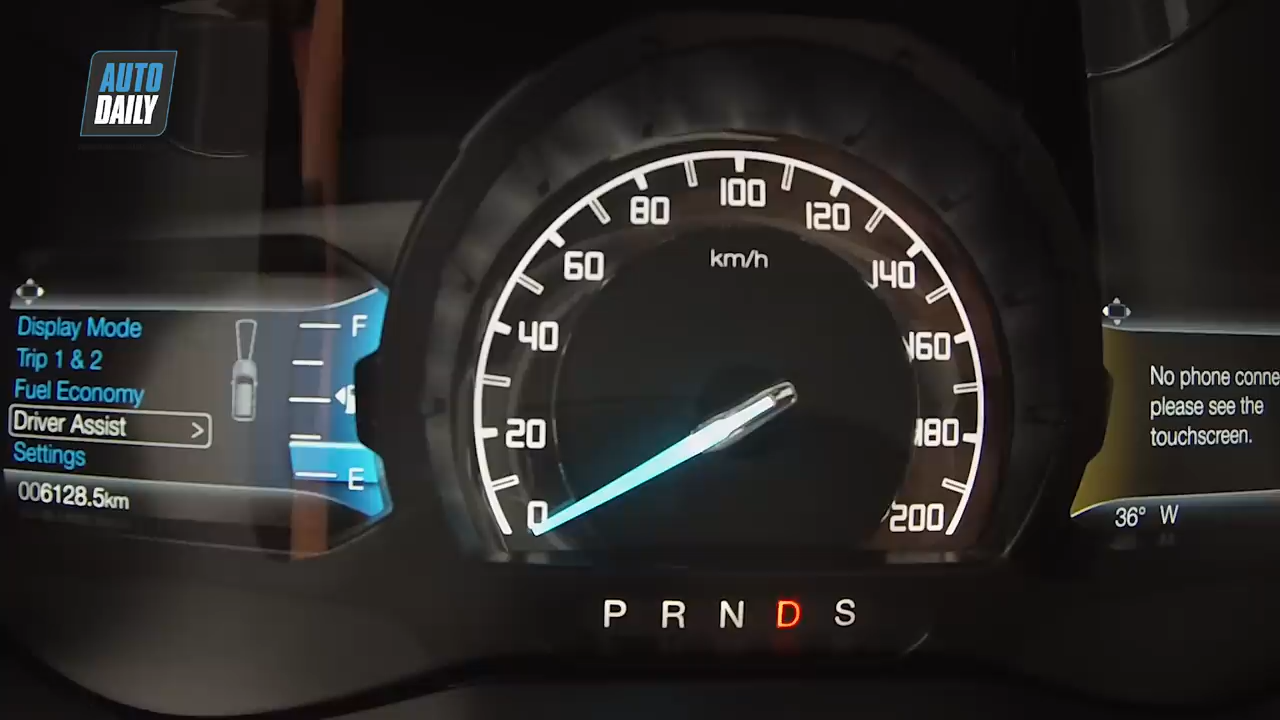 AUTO
DAILY
Display Mode
Trip 1 & 2
Fuel Economy
Driver Assist >
Settings
006128.5km
F
E
0
20
40
60
80
100
120
140
160
180
200
km/h
P R N D S
No phone conne
please see the
touchscreen.
36° W